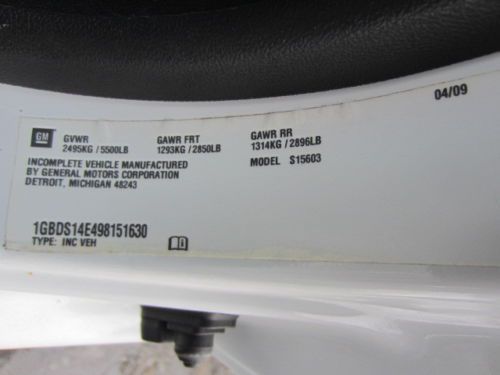 04/09
GM
GVWR GAWR FRT GAWR RR
2495KG / 5500LB 1293KG / 2850LB 1314KG / 2896LB
INCOMPLETE VEHICLE MANUFACTURED MODEL S15603
BY GENERAL MOTORS CORPORATION
DETROIT, MICHIGAN 48243
1GBDS14E498151630
TYPE: INC VEH